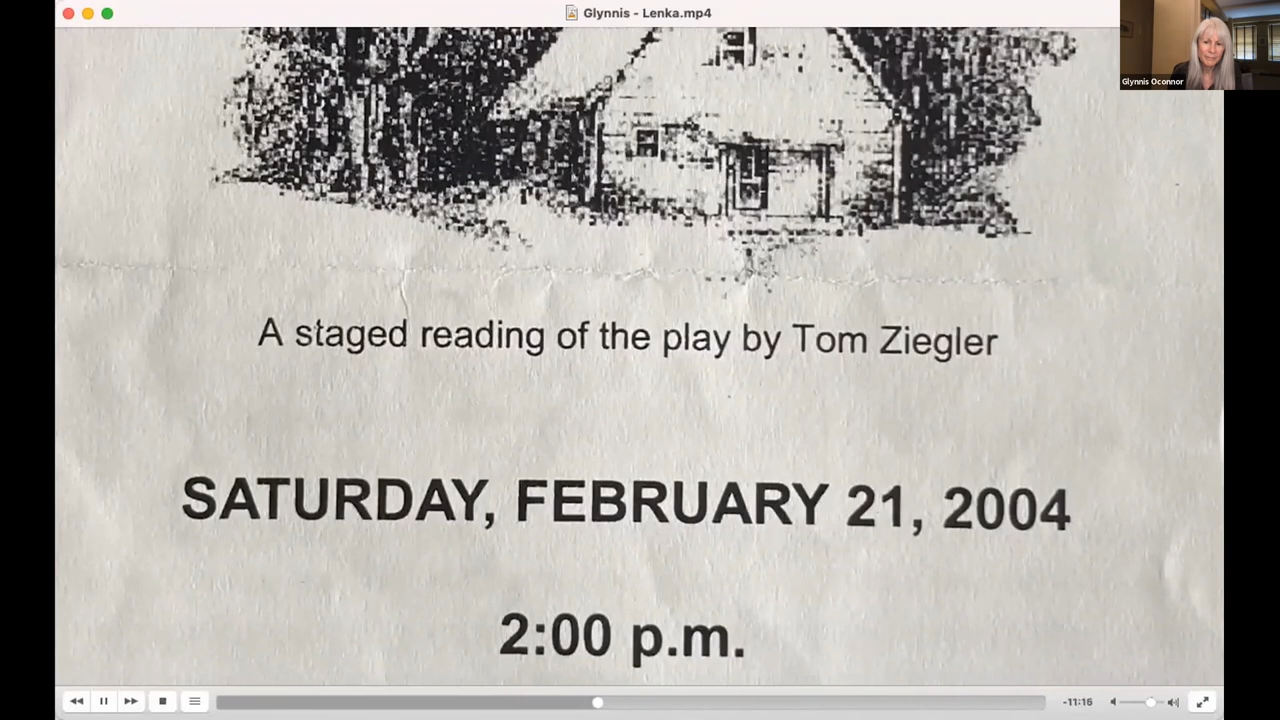 Glynnis - Lenka.mp4
Glynnis Oconnor
A staged reading of the play by Tom Ziegler
SATURDAY, FEBRUARY 21, 2004
2:00 p.m.
-11:16